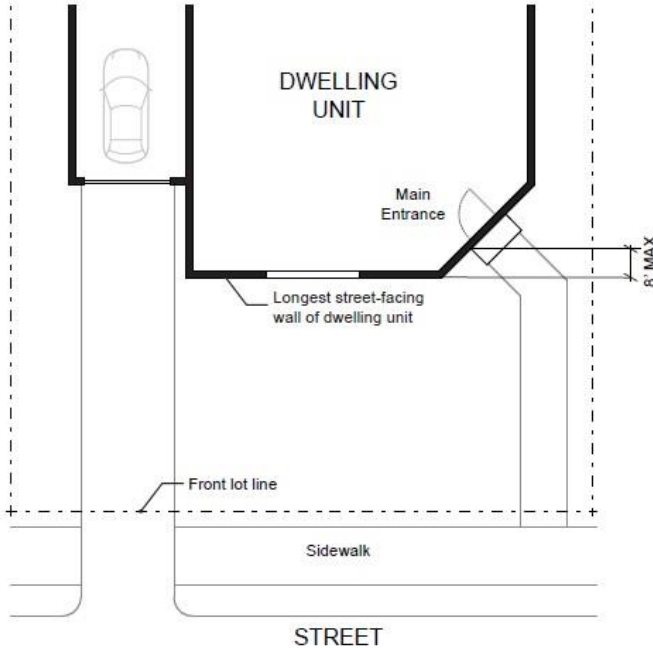 DWELLING
UNIT
Main
Entrance
8' MAX
Longest street-facing
wall of dwelling unit
Front lot line
Sidewalk
STREET